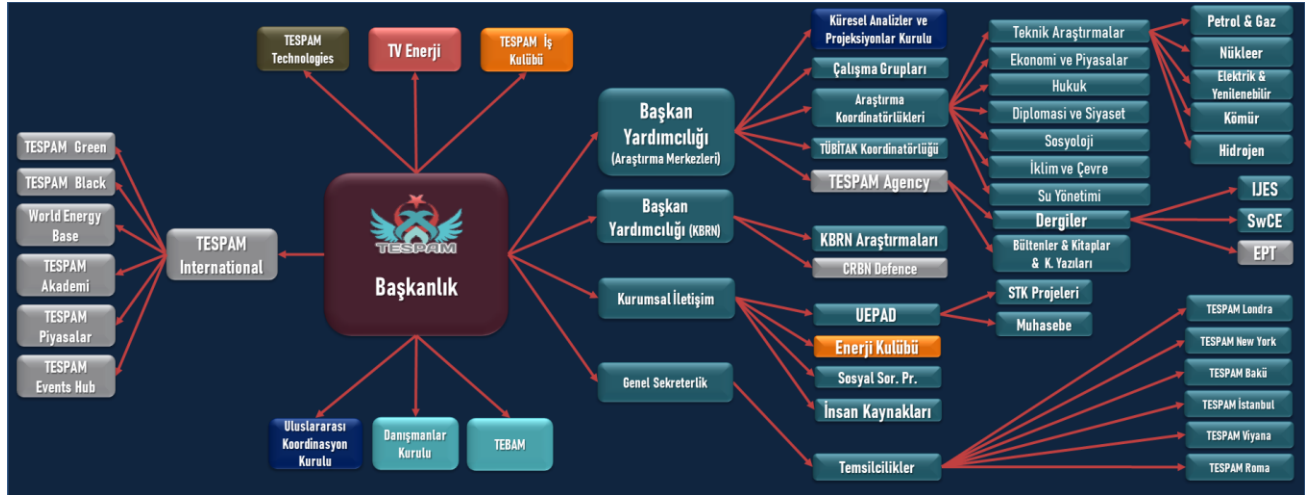 TESPAM
Technologies
TV Enerji
TESPAM İş
Kulübü
TESPAM Green
TESPAM Black
World Energy
Base
TESPAM
Akademi
TESPAM
Piyasalar
TESPAM
Events Hub
TESPAM
International
TESPAM
Başkanlık
Uluslararası
Koordinasyon
Kurulu
Danışmanlar
Kurulu
TEBAM
Başkan
Yardımcılığı
(Araştırma Merkezleri)
Başkan
Yardımcılığı (KBRN)
Kurumsal İletişim
Genel Sekreterlik
Küresel Analizler ve
Projeksiyonlar Kurulu
Çalışma Grupları
Araştırma
Koordinatörlükleri
TÜBİTAK Koordinatörlüğü
TESPAM Agency
KBRN Araştırmaları
CRBN Defence
UEPAD
Enerji Kulübü
Sosyal Sor. Pr.
İnsan Kaynakları
Temsilcilikler
Teknik Araştırmalar
Ekonomi ve Piyasalar
Hukuk
Diplomasi ve Siyaset
Sosyoloji
İklim ve Çevre
Su Yönetimi
Dergiler
Bültenler & Kitaplar
& K. Yazıları
STK Projeleri
Muhasebe
Petrol & Gaz
Nükleer
Elektrik &
Yenilenebilir
Kömür
Hidrojen
IJES
SwCE
EPT
TESPAM Londra
TESPAM New York
TESPAM Bakü
TESPAM İstanbul
TESPAM Viyana
TESPAM Roma